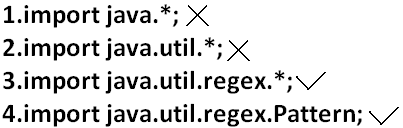 1.import java.*;
2.import java.util.*;
3.import java.util.regex.*;
4.import java.util.regex.Pattern;